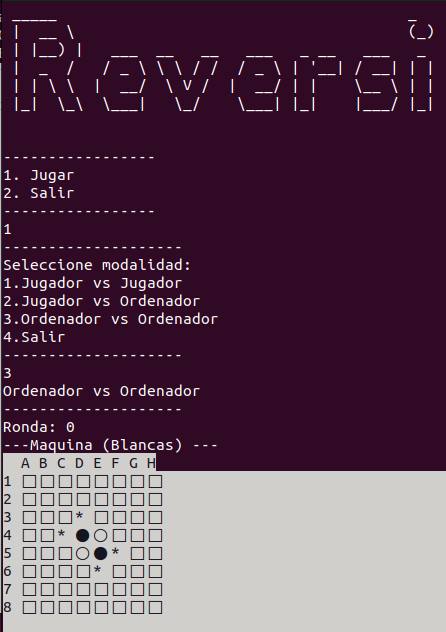 Reversi
-----------------
1. Jugar
2. Salir
-----------------
1
--------------------
Seleccione modalidad:
1.Jugador vs Jugador
2.Jugador vs Ordenador
3.Ordenador vs Ordenador
4.Salir
--------------------
3
Ordenador vs Ordenador
--------------------
Ronda: 0
---Maquina (Blancas) ---
A B C D E F G H
1 □□□□□□□□
2 □□□□□□□□
3 □□□* □□□□
4 □□* ●○□□□
5 □□□○●* □□
6 □□□□* □□□
7 □□□□□□□□
8 □□□□□□□□